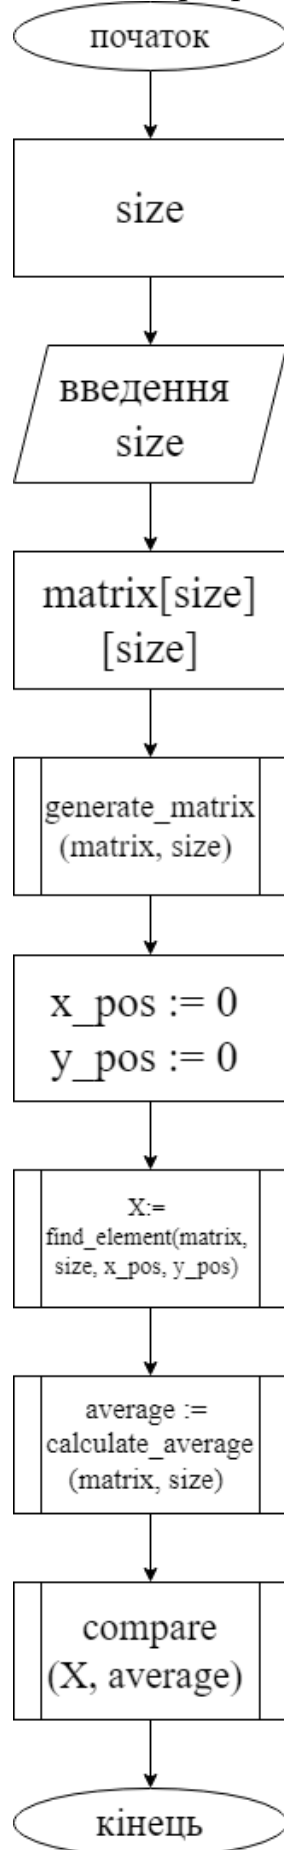 початок
size
введення
size
matrix[size]
[size]
generate_matrix
(matrix, size)
x_pos := 0
y_pos := 0
X:=
find_element(matrix,
size, x_pos, y_pos)
average :=
calculate_average
(matrix, size)
compare
(X, average)
кінець